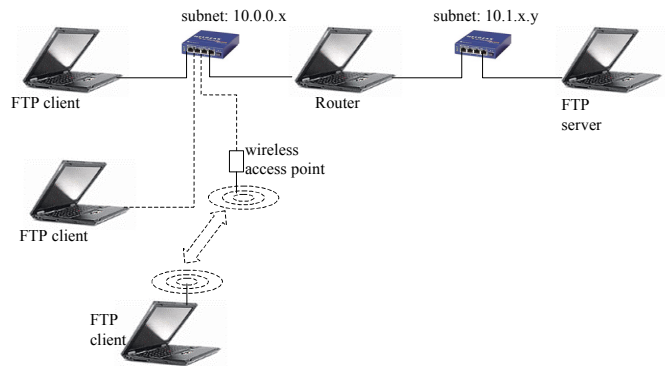 subnet: 10.0.0.x
subnet: 10.1.x.y
FTP client
Router
FTP
server
wireless
access point
FTP client
FTP
client